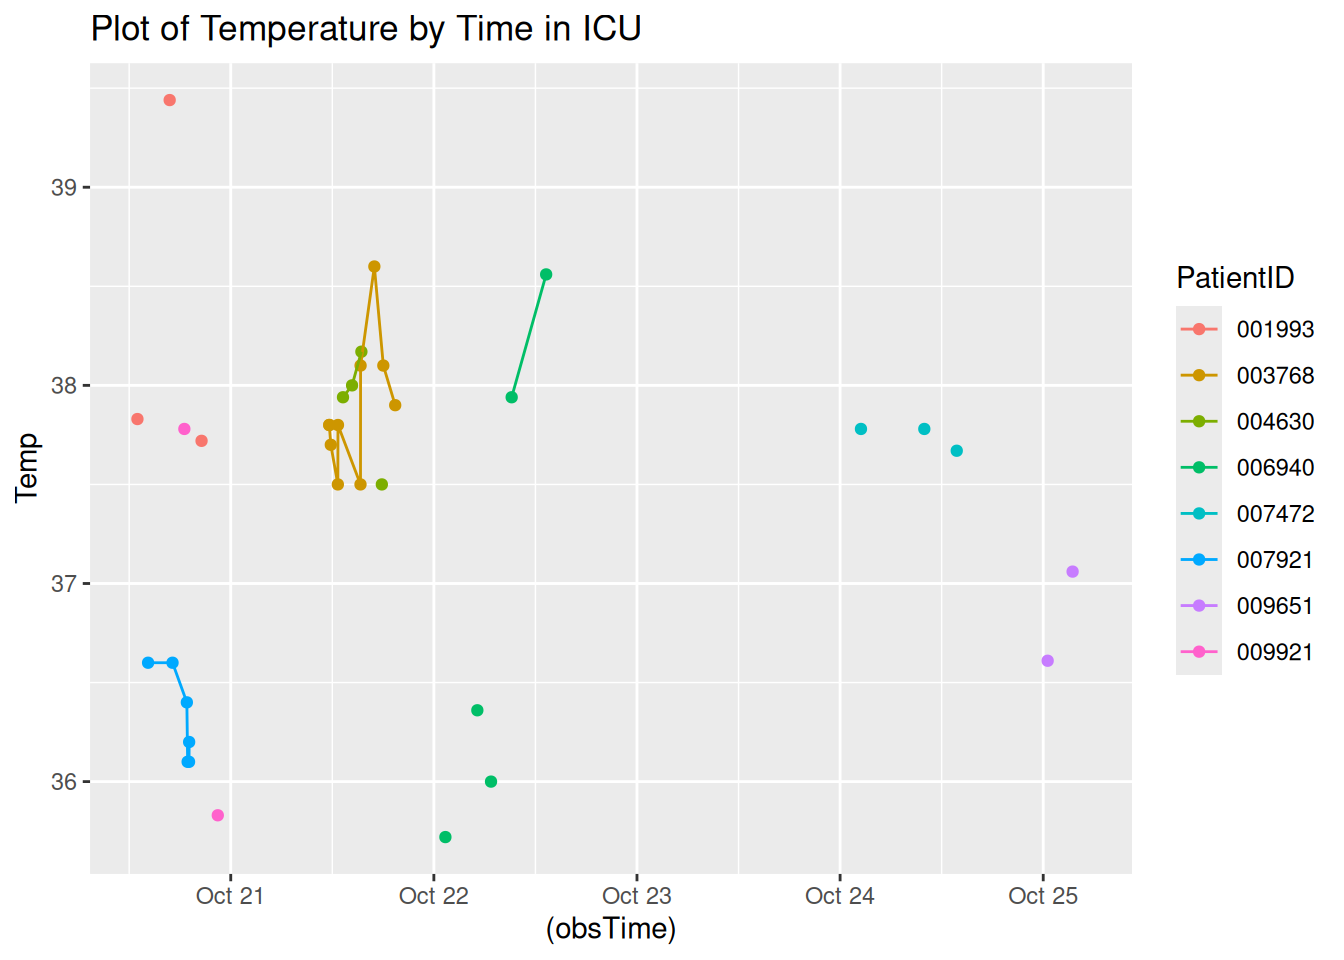 Plot of Temperature by Time in ICU
Temp
39
38
37
36
Oct 21
Oct 22
Oct 23
Oct 24
Oct 25
(obsTime)
PatientID
001993
003768
004630
006940
007472
007921
009651
009921